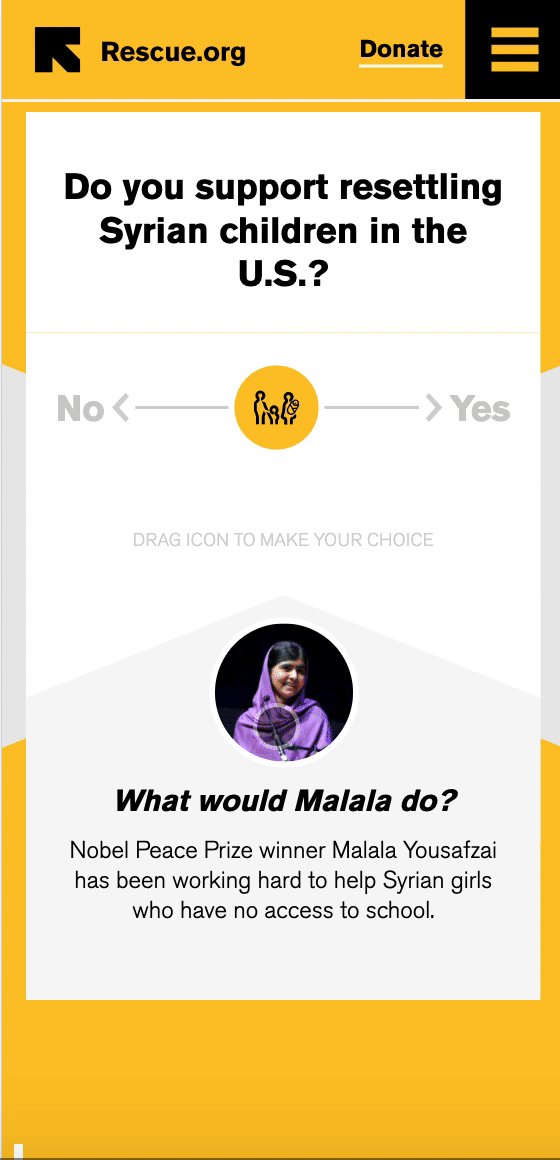 Rescue.org
Donate
Do you support resettling
Syrian children in the
U.S.?
No
Yes
DRAG ICON TO MAKE YOUR CHOICE
What would Malala do?
Nobel Peace Prize winner Malala Yousafzai
has been working hard to help Syrian girls
who have no access to school.